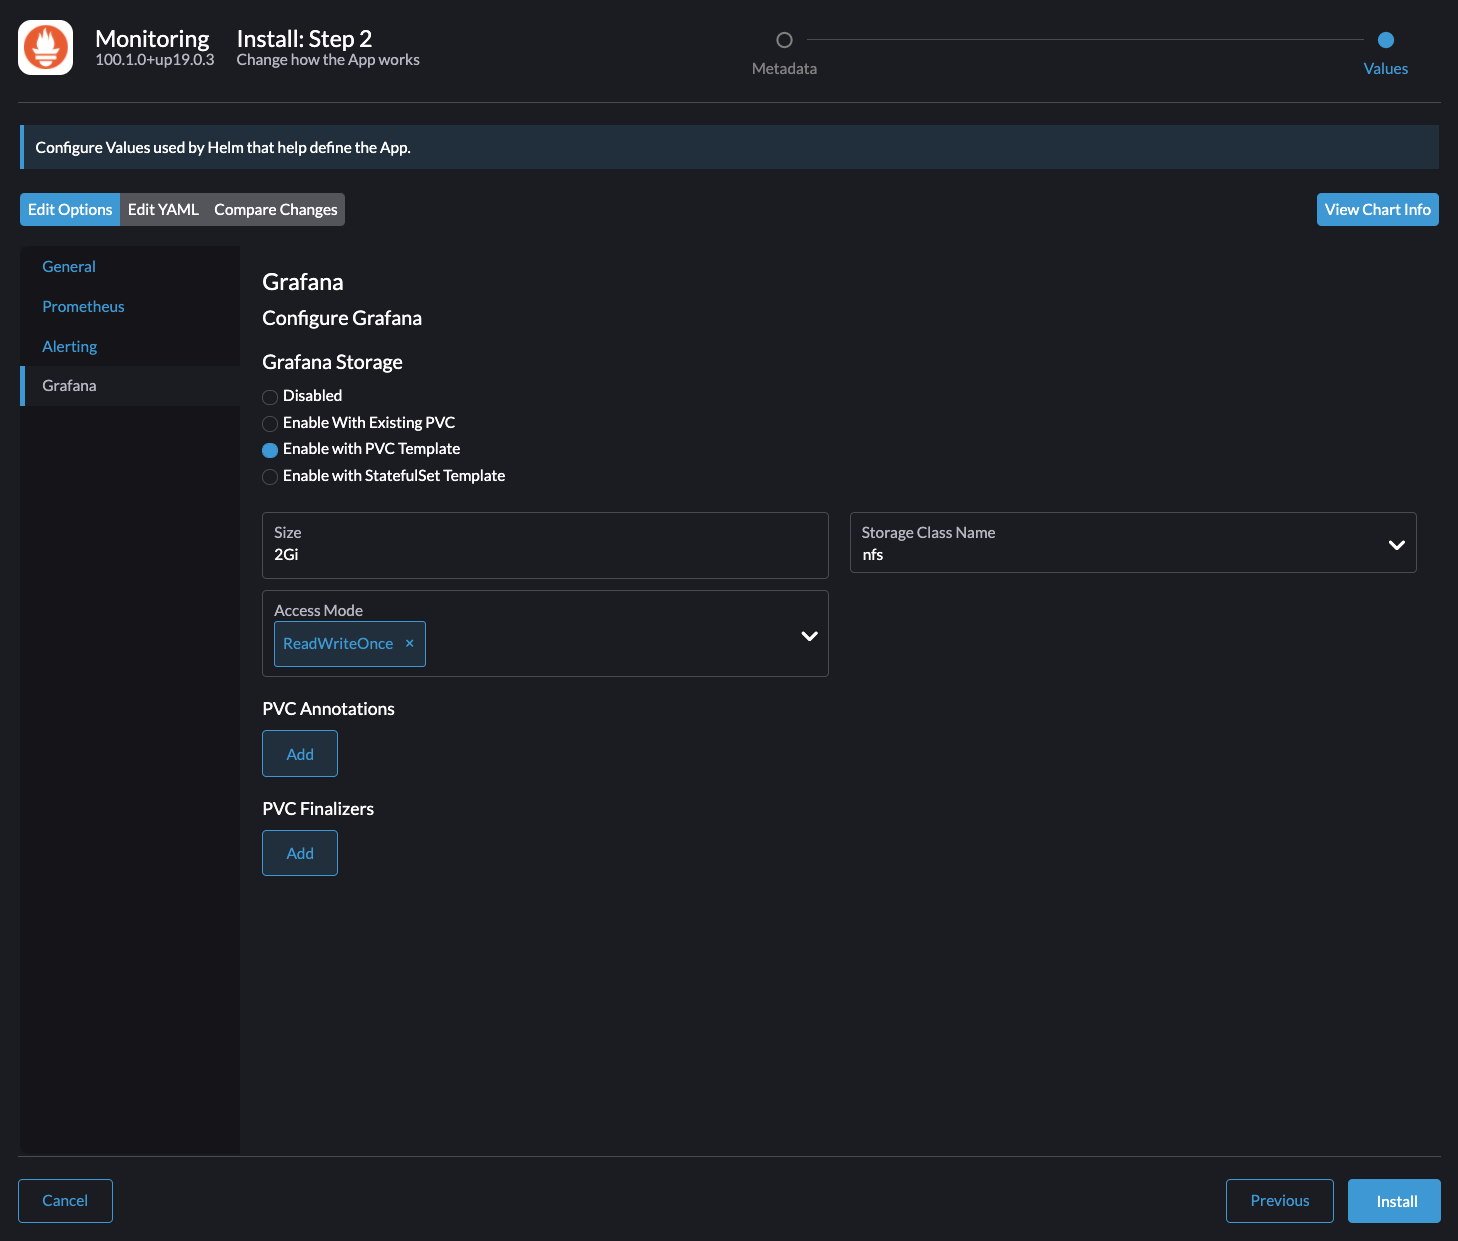 Monitoring
100.1.0+up19.0.3
Install: Step 2
Change how the App works
Metadata
Values
Configure Values used by Helm that help define the App.
Edit Options
Edit YAML
Compare Changes
View Chart Info
General
Prometheus
Alerting
Grafana
Grafana
Configure Grafana
Grafana Storage
Disabled
Enable With Existing PVC
Enable with PVC Template
Enable with StatefulSet Template
Size
2Gi
Storage Class Name
nfs
Access Mode
ReadWriteOnce ×
PVC Annotations
Add
PVC Finalizers
Add
Cancel
Previous
Install